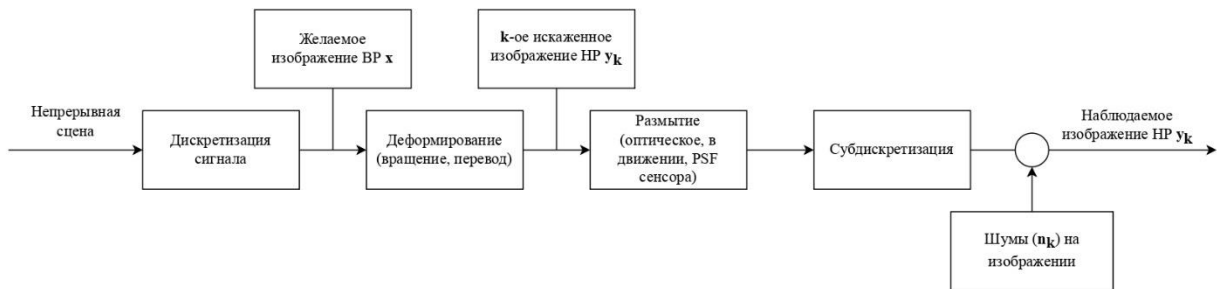 Непрерывная
сцена
Дискретизация
сигнала
Желаемое
изображение ВР x
Деформирование
(вращение, перевод)
k-ое искаженное
изображение НР yk
Размытие
(оптическое, в
движении, PSF
сенсора)
Субдискретизация
Шумы (nk) на
изображении
Наблюдаемое
изображение НР yk